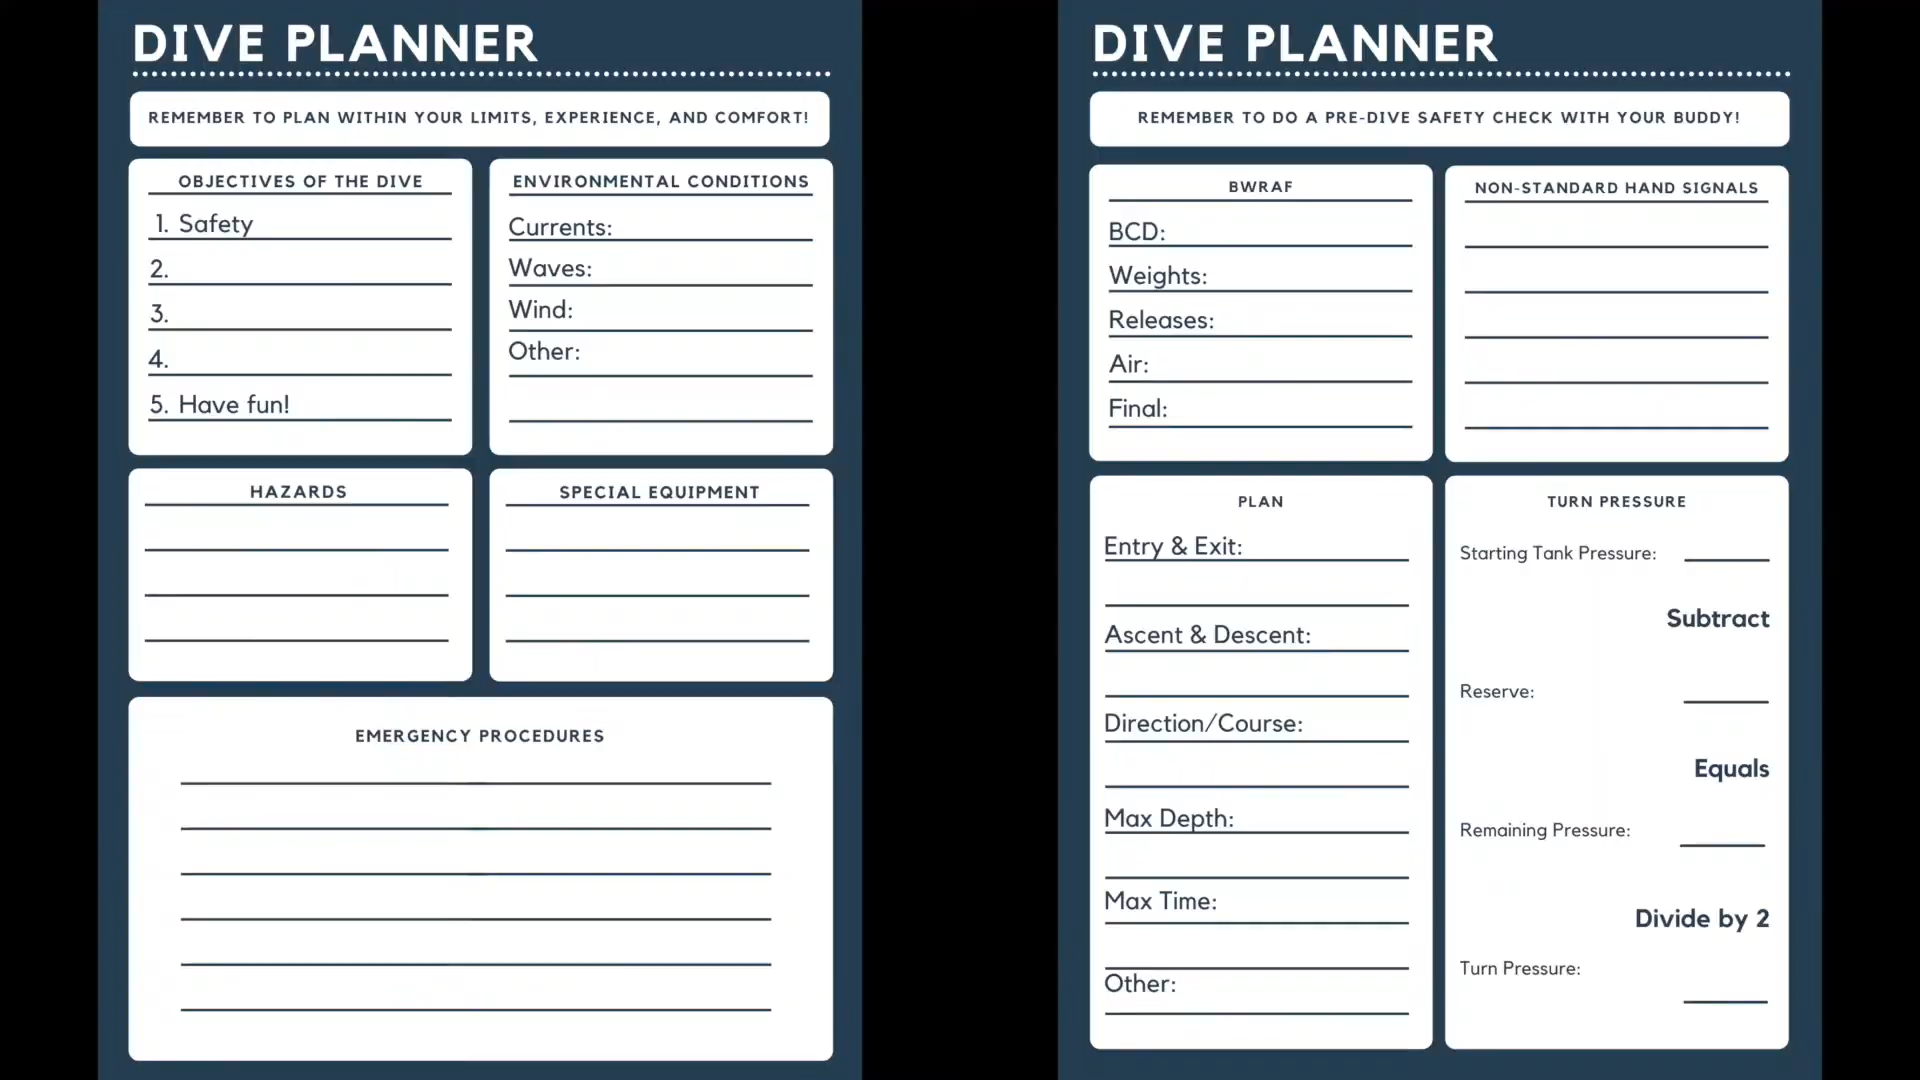 DIVE PLANNER
REMEMBER TO PLAN WITHIN YOUR LIMITS, EXPERIENCE, AND COMFORT!
OBJECTIVES OF THE DIVE
1. Safety
2.
3.
4.
5. Have fun!
ENVIRONMENTAL CONDITIONS
Currents:
Waves:
Wind:
Other:
HAZARDS
SPECIAL EQUIPMENT
EMERGENCY PROCEDURES
DIVE PLANNER
REMEMBER TO DO A PRE-DIVE SAFETY CHECK WITH YOUR BUDDY!
BWRAF
BCD:
Weights:
Releases:
Air:
Final:
NON-STANDARD HAND SIGNALS
PLAN
Entry & Exit:
Ascent & Descent:
Direction/Course:
Max Depth:
Max Time:
Other:
TURN PRESSURE
Starting Tank Pressure:
Subtract
Reserve:
Equals
Remaining Pressure:
Divide by 2
Turn Pressure: